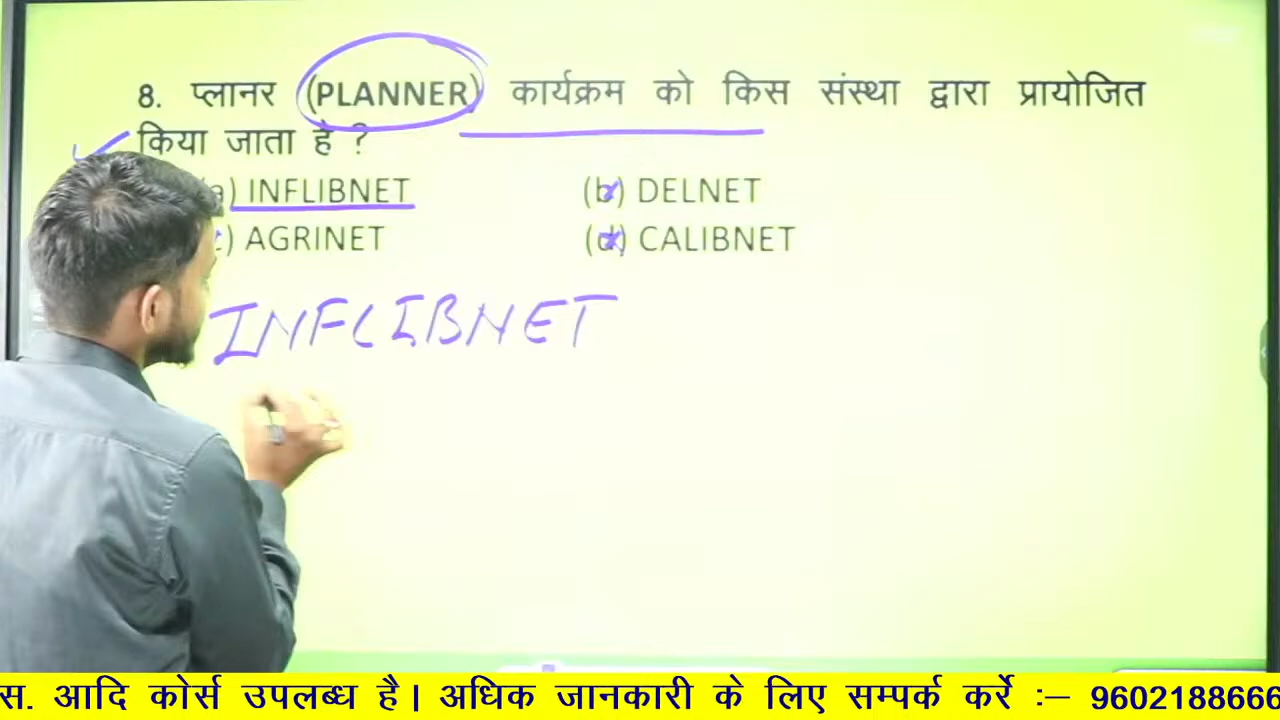 8. प्लानर (PLANNER) कार्यक्रम को किस संस्था द्वारा प्रायोजित
किया जाता है ?
a) INFLIBNET (b) DELNET
c) AGRINET (d) CALIBNET
INFLIBNET
स. आदि कोर्स उपलब्ध है। अधिक जानकारी के लिए सम्पर्क करें :– 9602188666